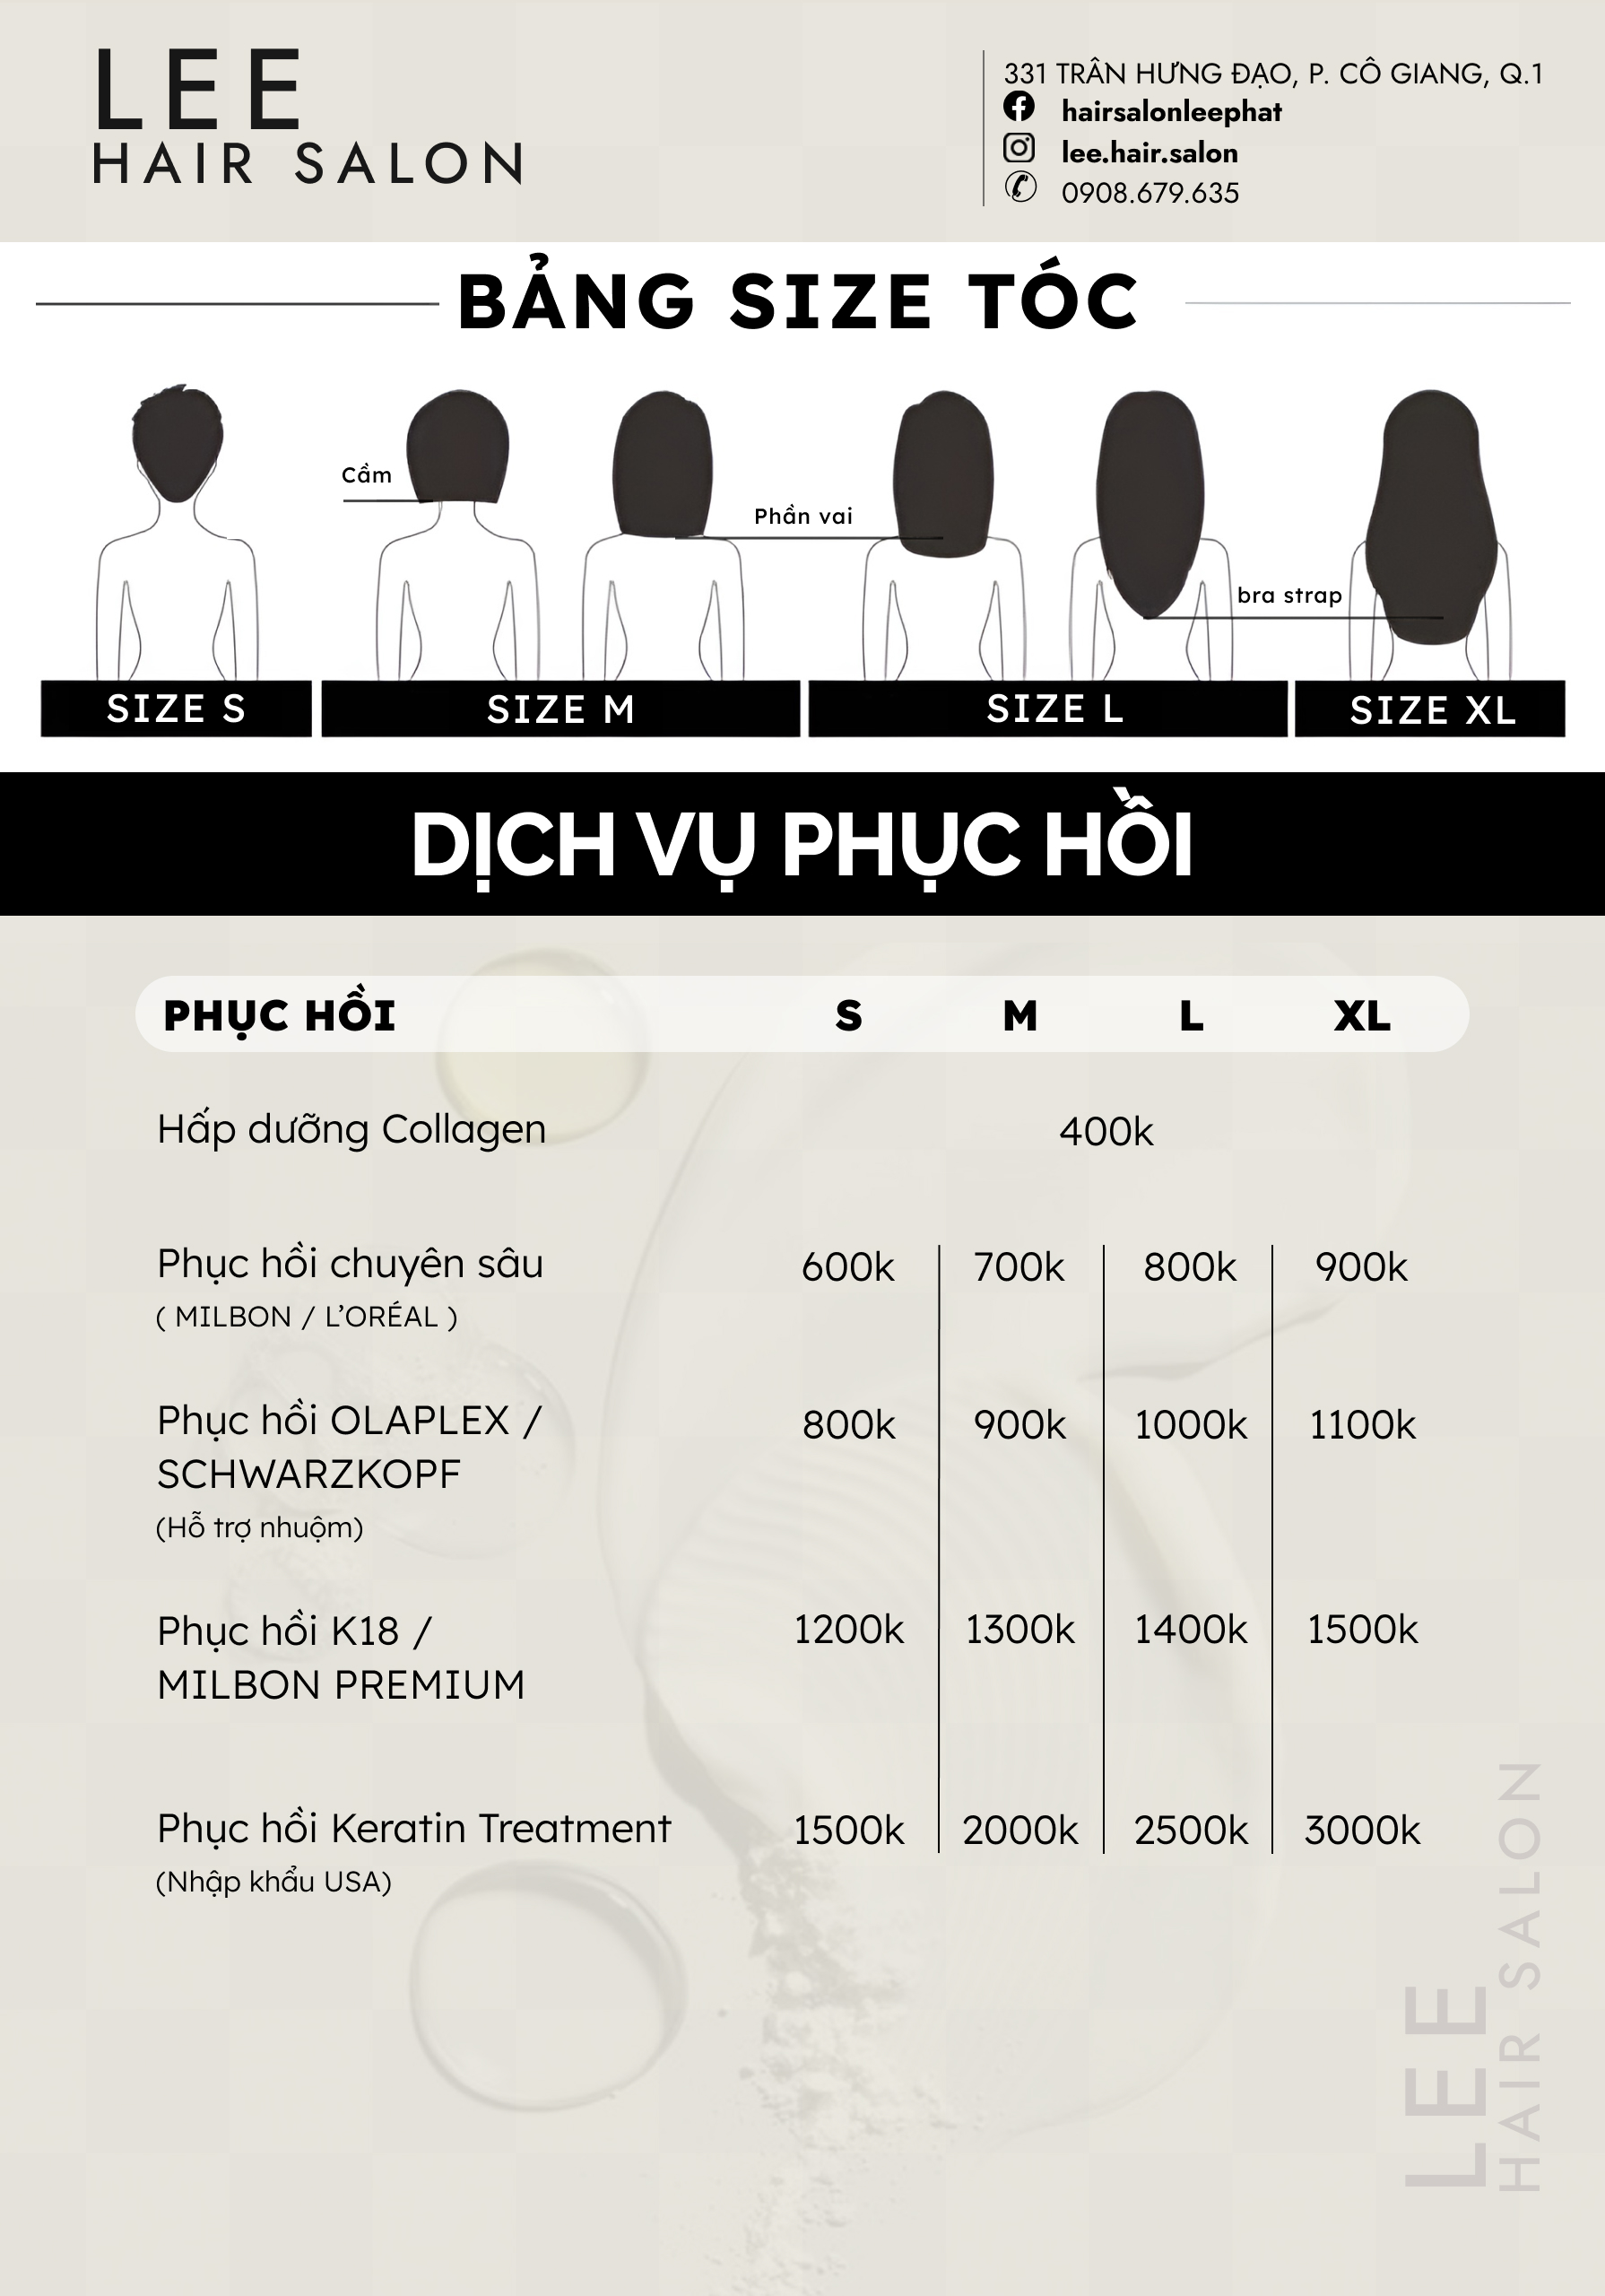 LEE
HAIR SALON
331 TRÂN HƯNG ĐẠO, P. CÔ GIANG, Q.1
hairsalonleephat
lee.hair.salon
0908.679.635
BẢNG SIZE TÓC
Cầm
Phần vai
bra strap
SIZE S SIZE M SIZE L SIZE XL
DỊCH VỤ PHỤC HỒI
PHỤC HỒI S M L XL
Hấp dưỡng Collagen 400k
Phục hồi chuyên sâu 600k 700k 800k 900k
( MILBON / L’ORÉAL )
Phục hồi OLAPLEX / 800k 900k 1000k 1100k
SCHWARZKOPF
(Hỗ trợ nhuộm)
Phục hồi K18 / 1200k 1300k 1400k 1500k
MILBON PREMIUM
Phục hồi Keratin Treatment 1500k 2000k 2500k 3000k
(Nhập khẩu USA)
LEE
HAIR SALON